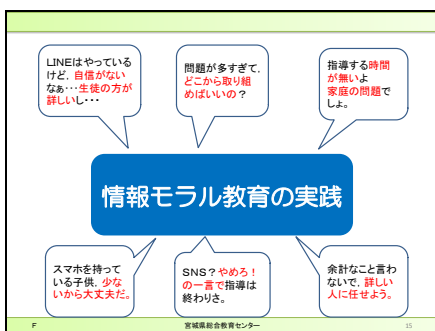 LINEはやっている
けど，自信がない
なぁ･･･生徒の方が
詳しいし･･･
問題が多すぎて，
どこから取り組
めばいいの？
指導する時間
が無いよ
家庭の問題で
しょ。
情報モラル教育の実践
スマホを持って
いる子供，少な
いから大丈夫だ。
SNS？やめろ！
の一言で指導は
終わりさ。
余計なこと言わ
ないで，詳しい
人に任せよう。
F
宮城県総合教育センター
15